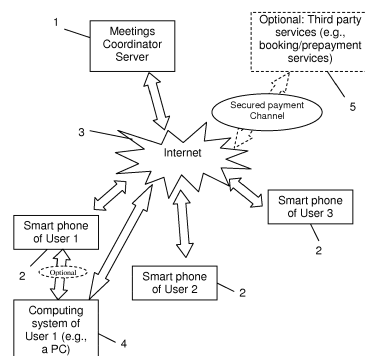 1
Meetings
Coordinator
Server
Optional: Third party
services (e.g.,
booking/prepayment
services)
5
Secured payment
Channel
3
Internet
Smart phone
of User 1
2
Optional
Smart phone
of User 2
2
Smart phone
of User 3
2
Computing
system of
User 1 (e.g.,
a PC)
4